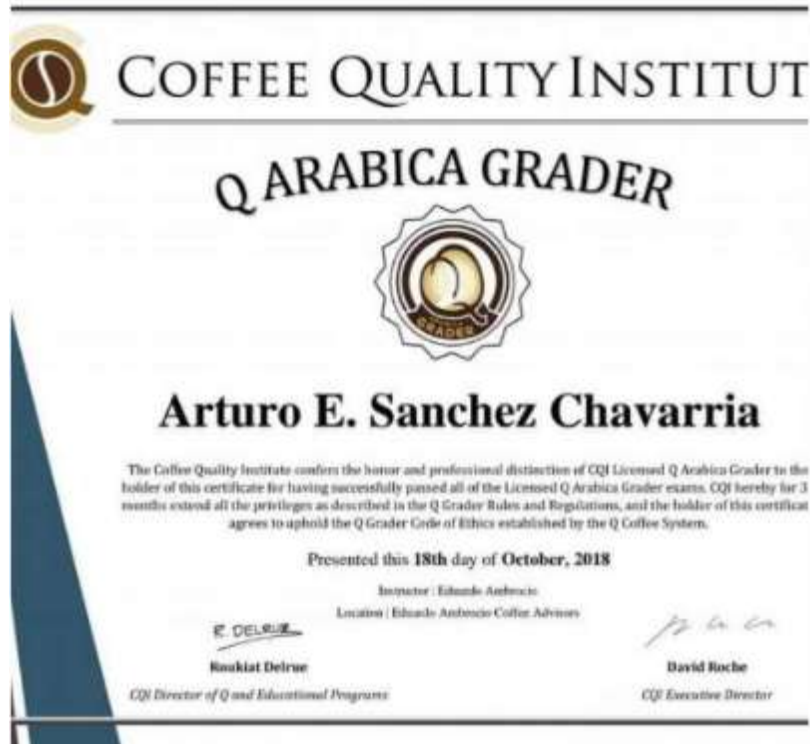 COFFEE QUALITY INSTITUT
Q ARABICA GRADER
GRADER
Arturo E. Sanchez Chavarria
The Coffee Quality Institute confers the honor and professional distinction of CQI Licensed Q Arabica Grader to the
holder of this certificate for having successfully passed all of the Licensed Q Arabica Grader exams. CQI hereby for 3
months extend all the privileges as described in the Q Grader Rules and Regulations, and the holder of this certificat
agrees to uphold the Q Grader Code of Ethics established by the Q Coffee System.
Presented this 18th day of October, 2018
Instructor | Eduardo Ambrocio
Location | Eduardo Ambrocio Coffee Advisors
R. DELRUE
Roukiat Delrue
David Roche
CQI Director of Q and Educational Programs
CQI Executive Director